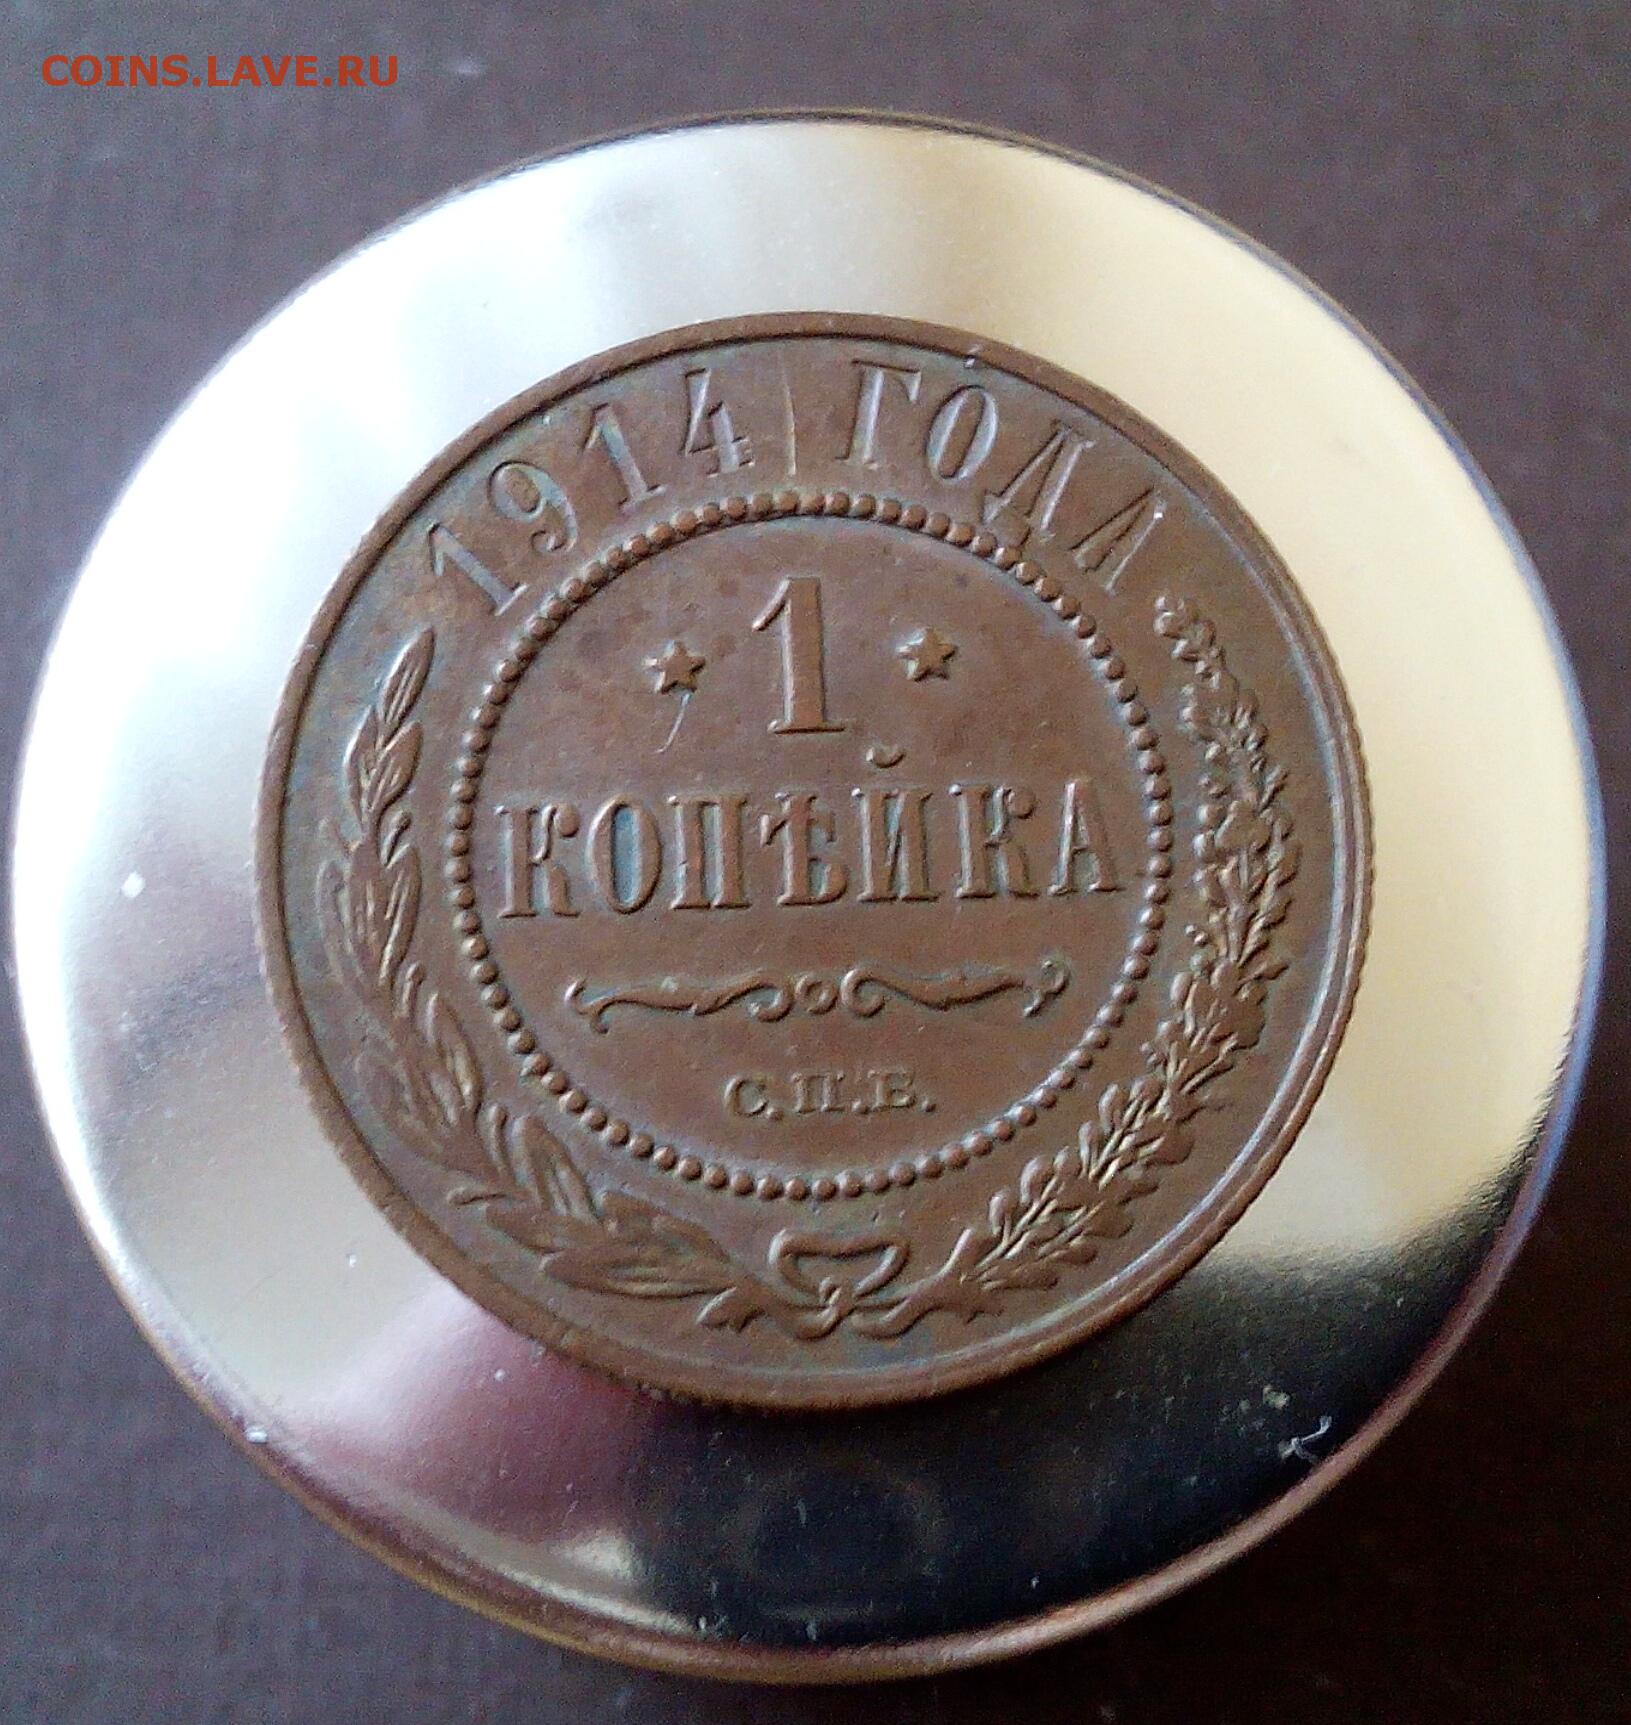 COINS.LAVE.RU
1914 ГОДА
1
КОПѢЙКА
С.П.Б.